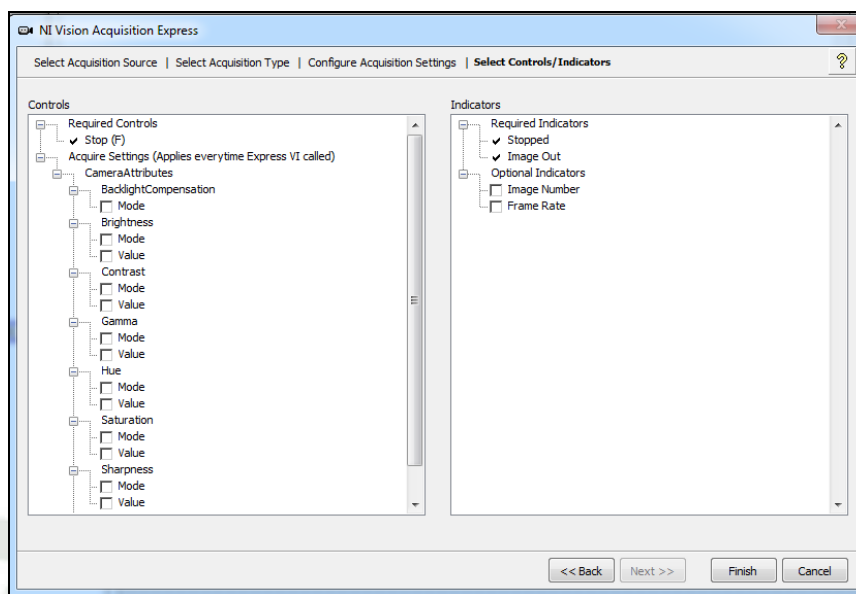 NI Vision Acquisition Express
Select Acquisition Source | Select Acquisition Type | Configure Acquisition Settings | Select Controls/Indicators
?
Controls
Required Controls
Stop (F)
Acquire Settings (Applies everytime Express VI called)
CameraAttributes
BacklightCompensation
Mode
Brightness
Mode
Value
Contrast
Mode
Value
Gamma
Mode
Value
Hue
Mode
Value
Saturation
Mode
Value
Sharpness
Mode
Value
Indicators
Required Indicators
Stopped
Image Out
Optional Indicators
Image Number
Frame Rate
<< Back Next >> Finish Cancel